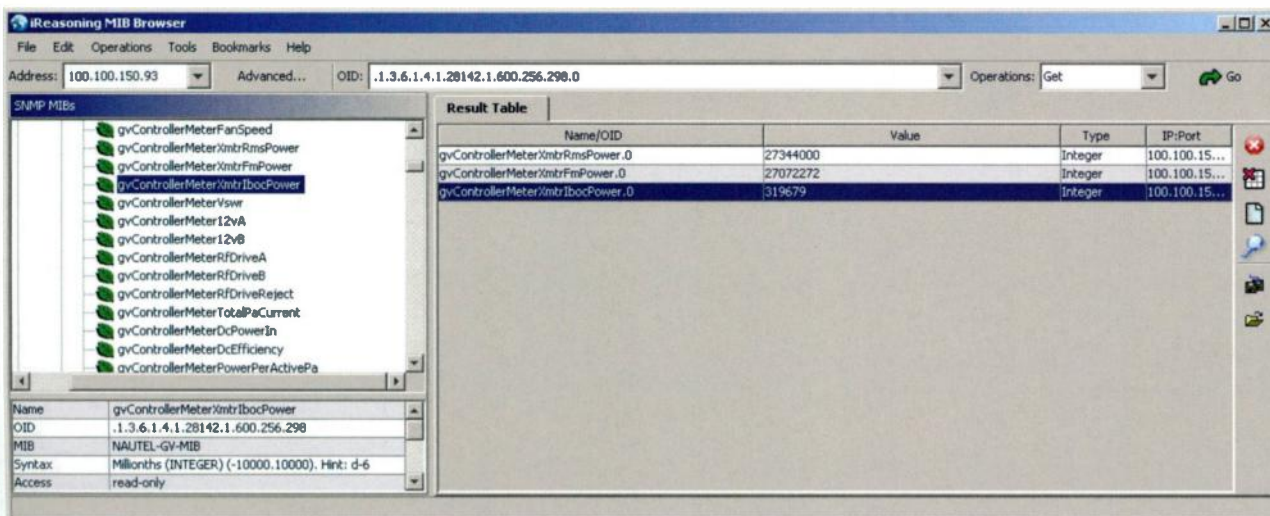 iReasoning MIB Browser
File Edit Operations Tools Bookmarks Help
Address: 100.100.150.93 Advanced... OID: .1.3.6.1.4.1.28142.1.600.256.298.0 Operations: Get Go
SNMP MIBs
gvControllerMeterFanSpeed
gvControllerMeterXmtrRmsPower
gvControllerMeterXmtrFmPower
gvControllerMeterXmtrIbocPower
gvControllerMeterVswr
gvControllerMeter12vA
gvControllerMeter12vB
gvControllerMeterRfDriveA
gvControllerMeterRfDriveB
gvControllerMeterRfDriveReject
gvControllerMeterTotalPaCurrent
gvControllerMeterDcPowerIn
gvControllerMeterDcEfficiency
gvControllerMeterPowerPerActivePa
Name gvControllerMeterXmtrIbocPower
OID .1.3.6.1.4.1.28142.1.600.256.298
MIB NAUTEL-GV-MIB
Syntax Millionths (INTEGER) (-10000.10000). Hint: d-6
Access read-only
Result Table
Name/OID Value Type IP:Port
gvControllerMeterXmtrRmsPower.0 27344000 Integer 100.100.15...
gvControllerMeterXmtrFmPower.0 27072272 Integer 100.100.15...
gvControllerMeterXmtrIbocPower.0 319679 Integer 100.100.15...